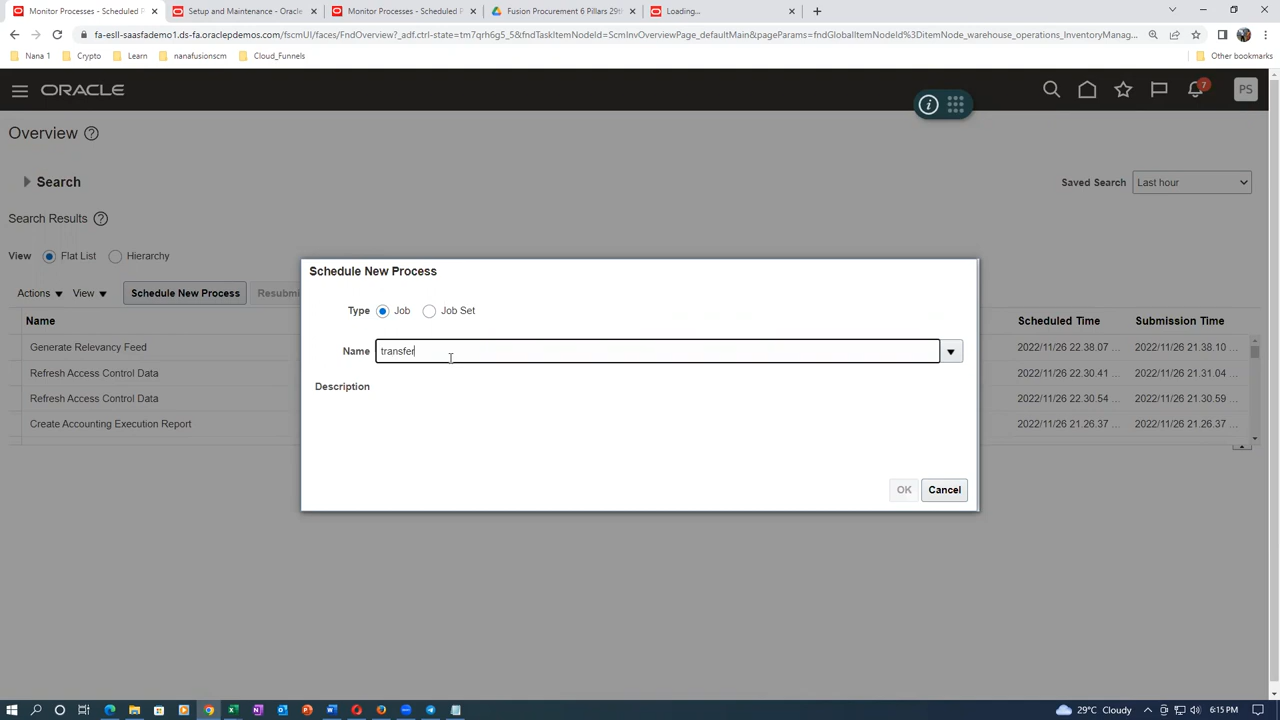 Monitor Processes - Scheduled P
Setup and Maintenance - Oracle
Monitor Processes - Scheduled P
Fusion Procurement 6 Pillars 29th
Loading...
fa-esll-saasfademo1.ds-fa.oraclepdemos.com/fscmUI/faces/FndOverview?_adf.ctrl-state=tm7qrh6g5_5&fndTaskItemNodeId=ScmInvOverviewPage_defaultMain&pageParams=fndGlobalItemNodeId%3DitemNode_warehouse_operations_InventoryManag...
Nana 1
Crypto
Learn
nanafusionscm
Cloud_Funnels
Other bookmarks
ORACLE
7
PS
Overview
Search
Saved Search
Last hour
Search Results
View
Flat List
Hierarchy
Actions
View
Schedule New Process
Resubmi
Name
Scheduled Time
Submission Time
Generate Relevancy Feed
2022/11/26 22.38.07 ...
2022/11/26 21.38.10 ...
Refresh Access Control Data
2022/11/26 22.30.41 ...
2022/11/26 21.31.04 ...
Refresh Access Control Data
2022/11/26 22.30.54 ...
2022/11/26 21.30.59 ...
Create Accounting Execution Report
2022/11/26 21.26.37 ...
2022/11/26 21.26.37 ...
Schedule New Process
Type
Job
Job Set
Name
transfer
Description
OK
Cancel
29°C Cloudy
6:15 PM